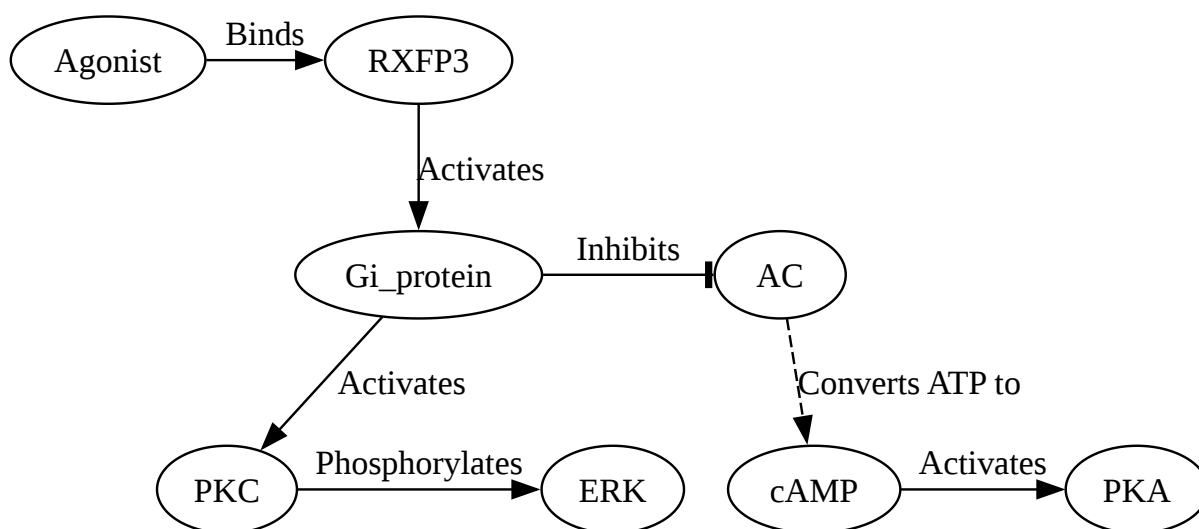 Binds
Agonist
RXFP3
Activates
Inhibits
Gi_protein
AC
Activates
Converts ATP to
Phosphorylates
Activates
PKC
ERK
cAMP
PKA